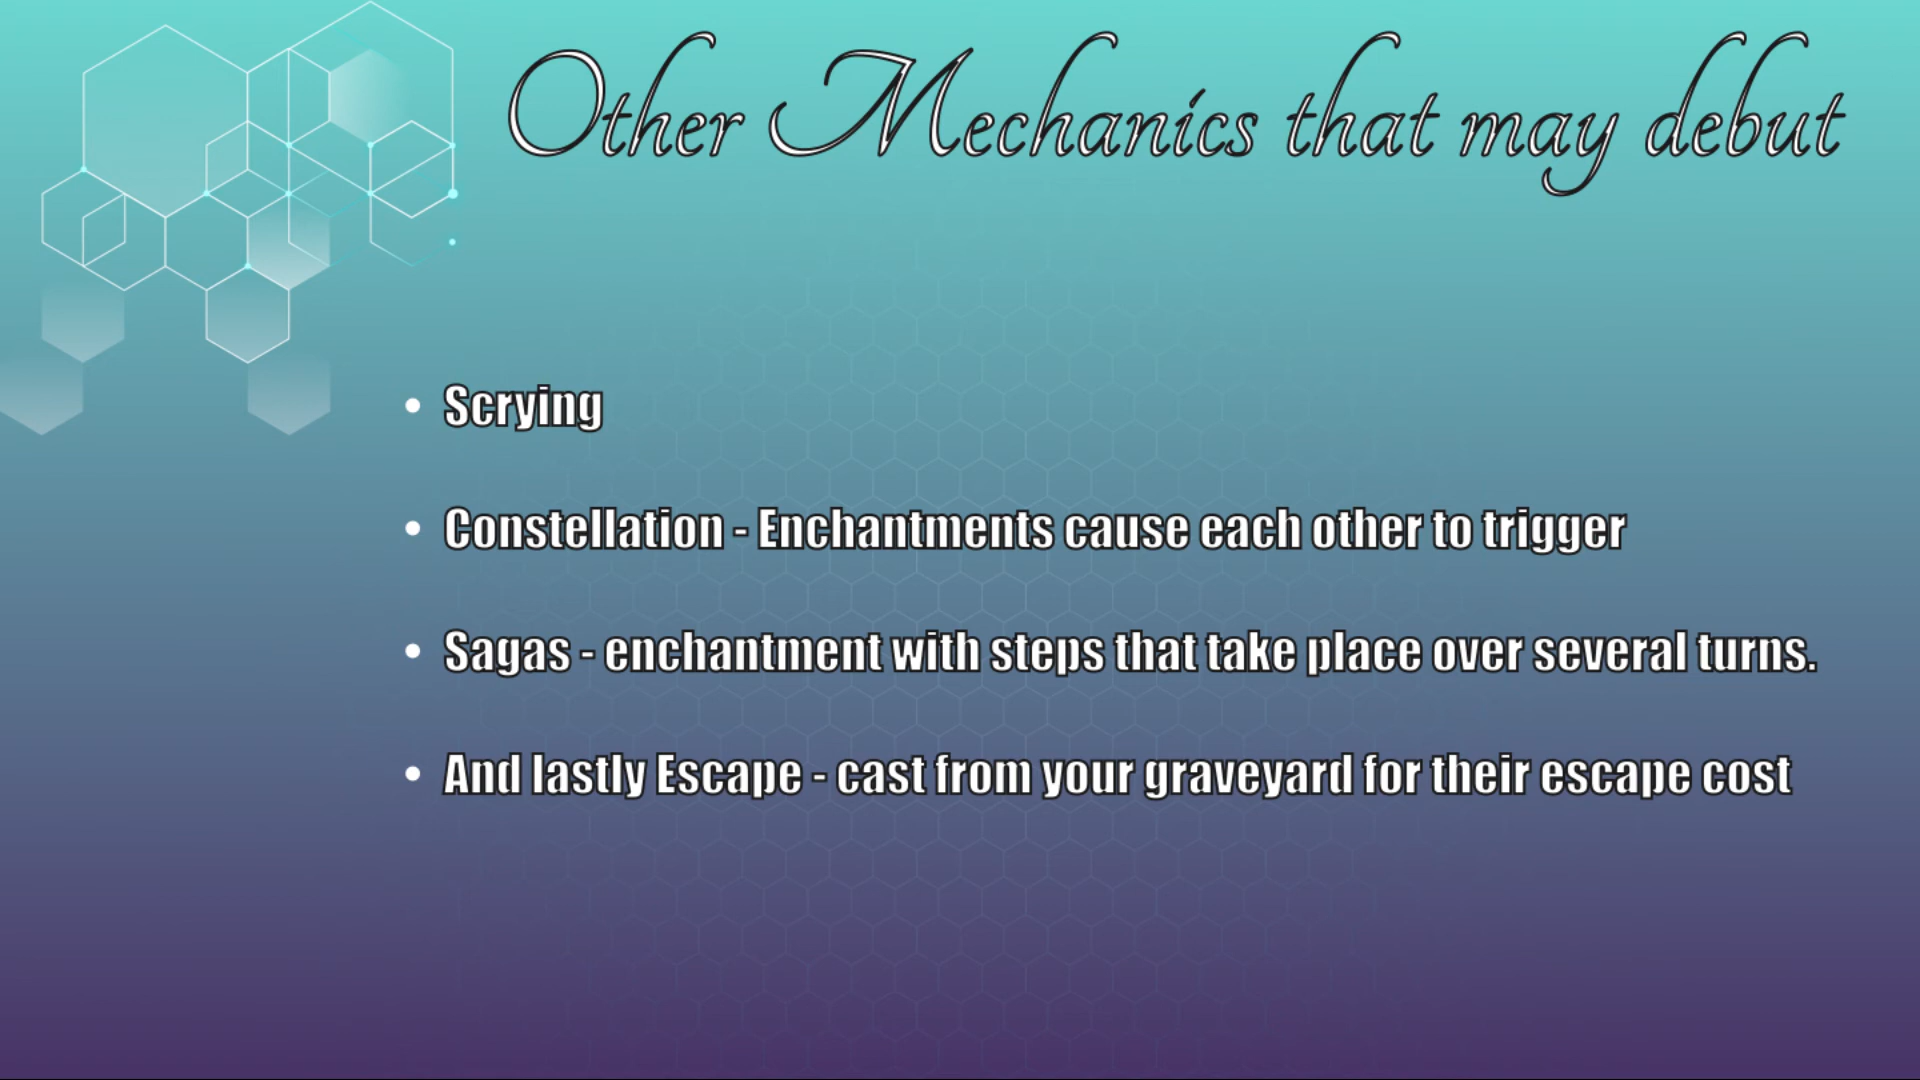 Other Mechanics that may debut
• Scrying
• Constellation - Enchantments cause each other to trigger
• Sagas - enchantment with steps that take place over several turns.
• And lastly Escape - cast from your graveyard for their escape cost